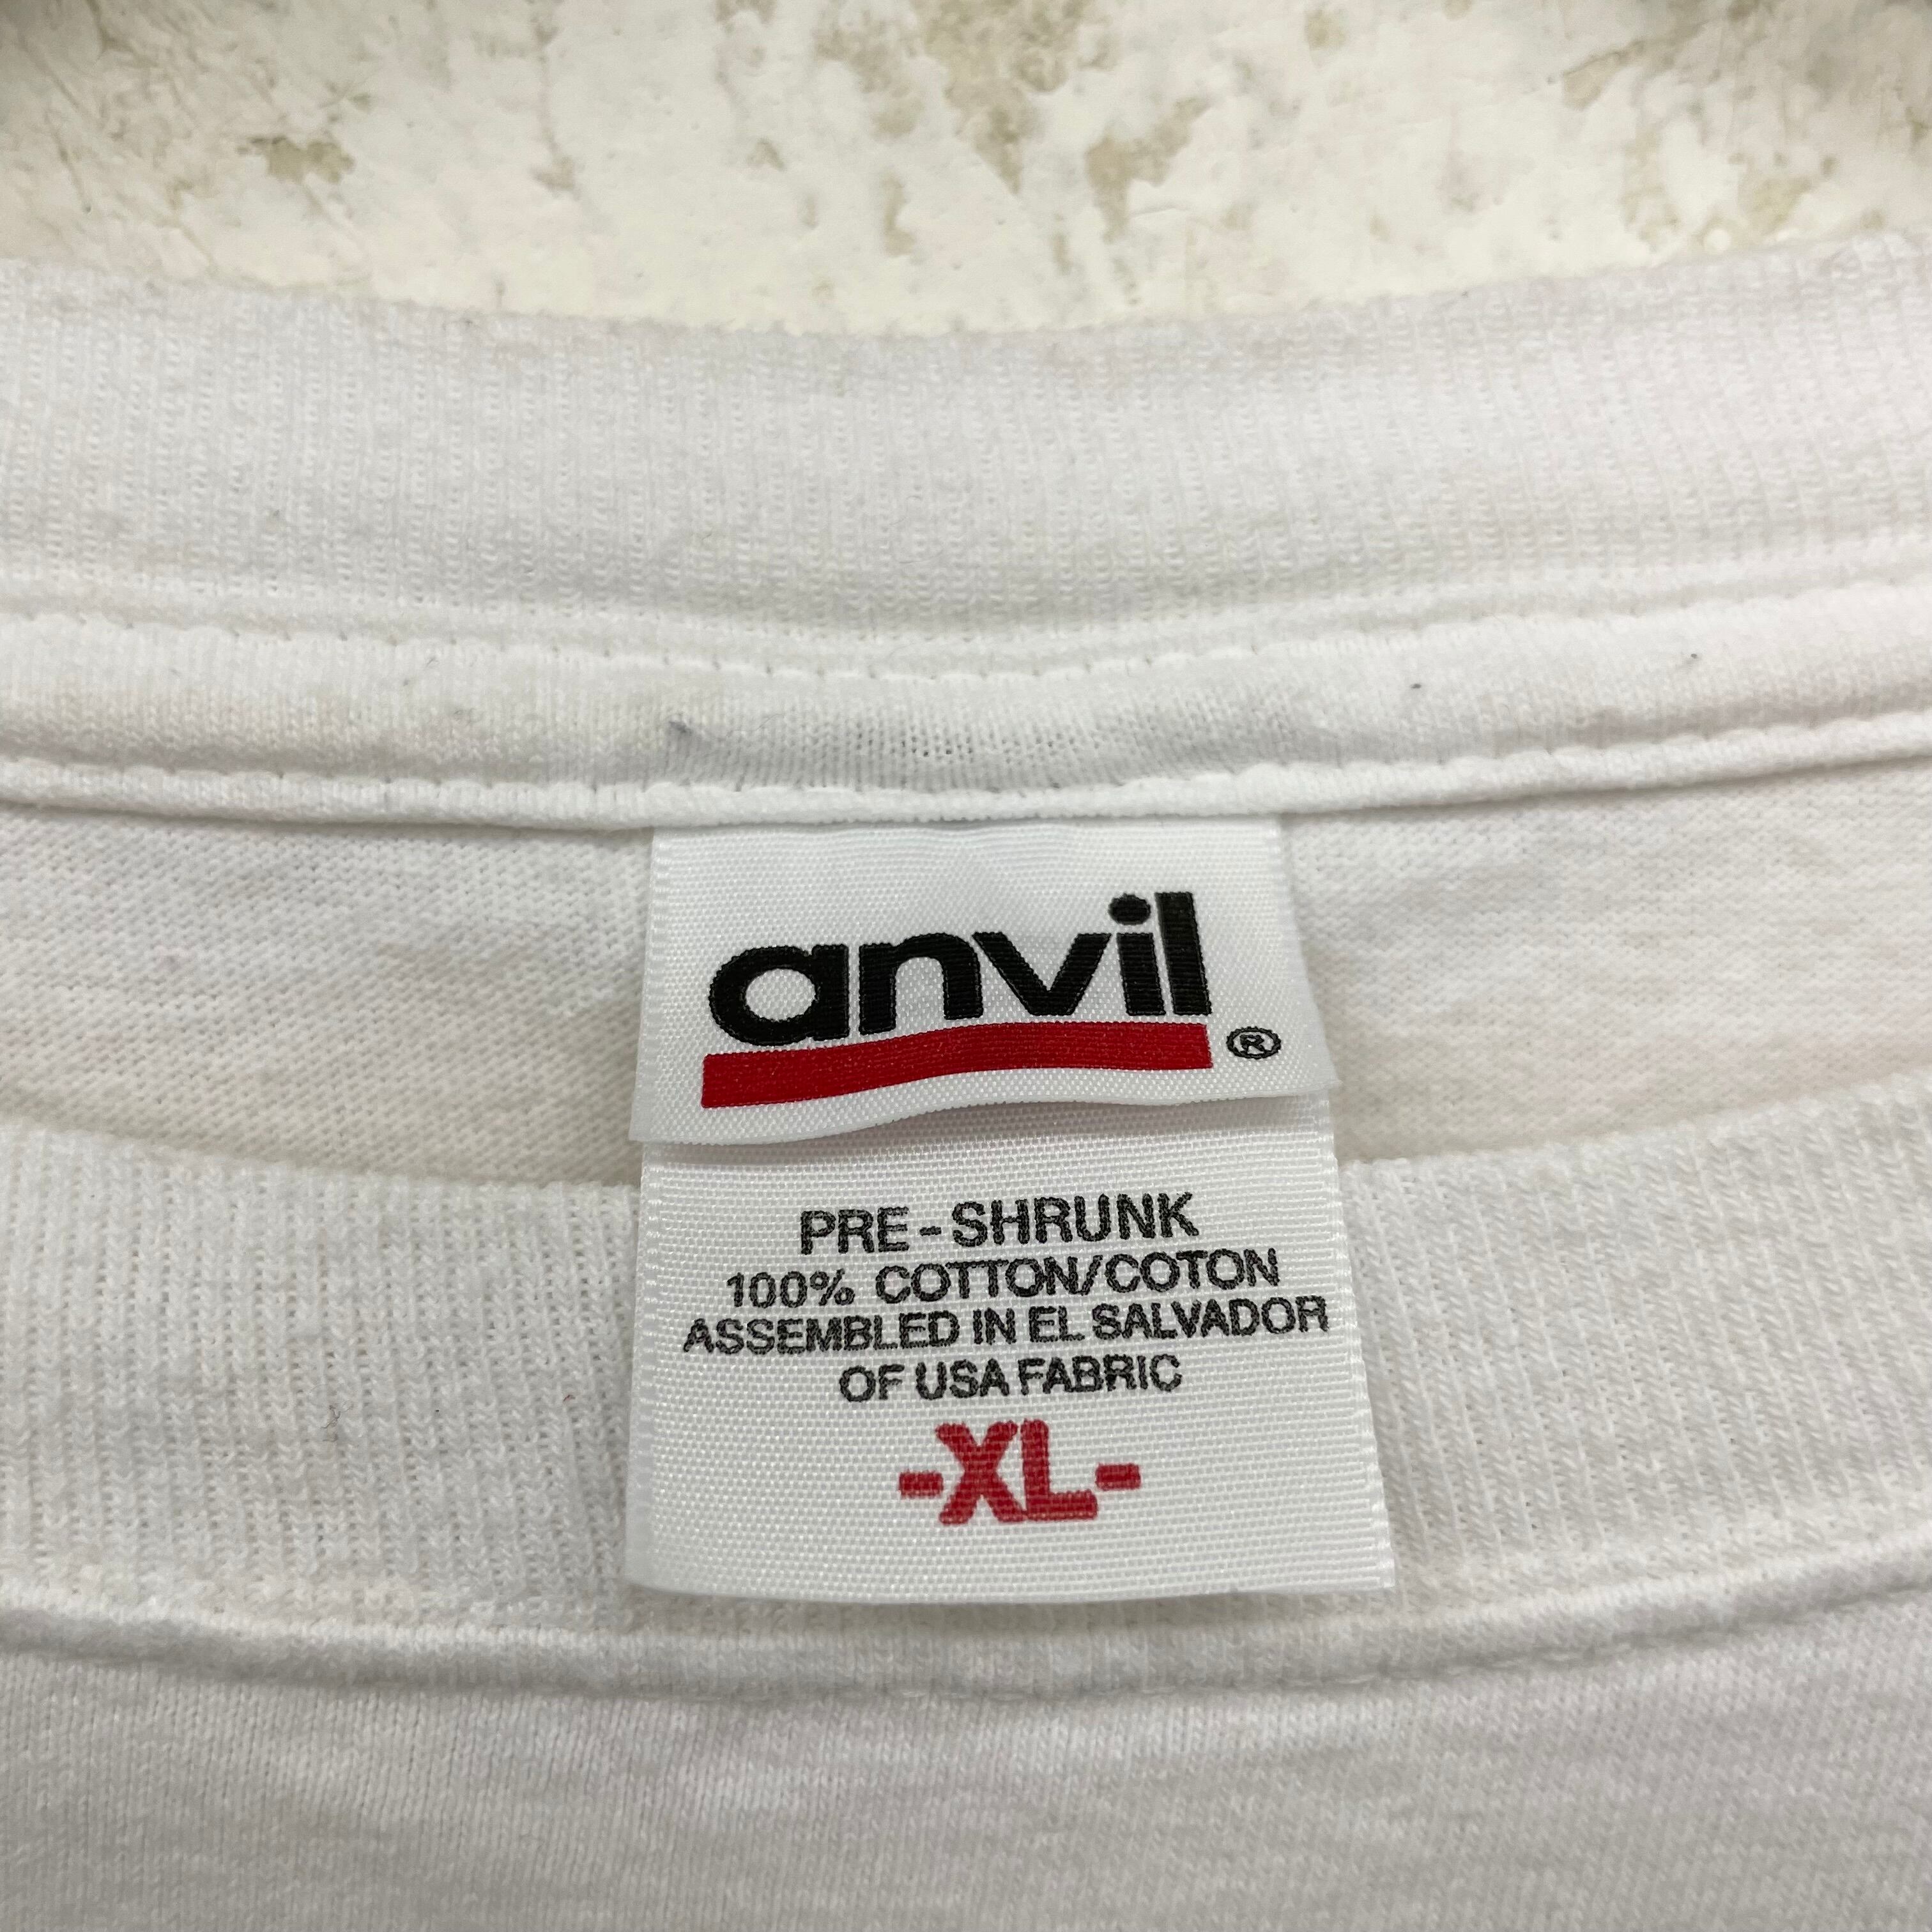 anvil®
PRE-SHRUNK
100% COTTON/COTON
ASSEMBLED IN EL SALVADOR
OF USA FABRIC
-XL-